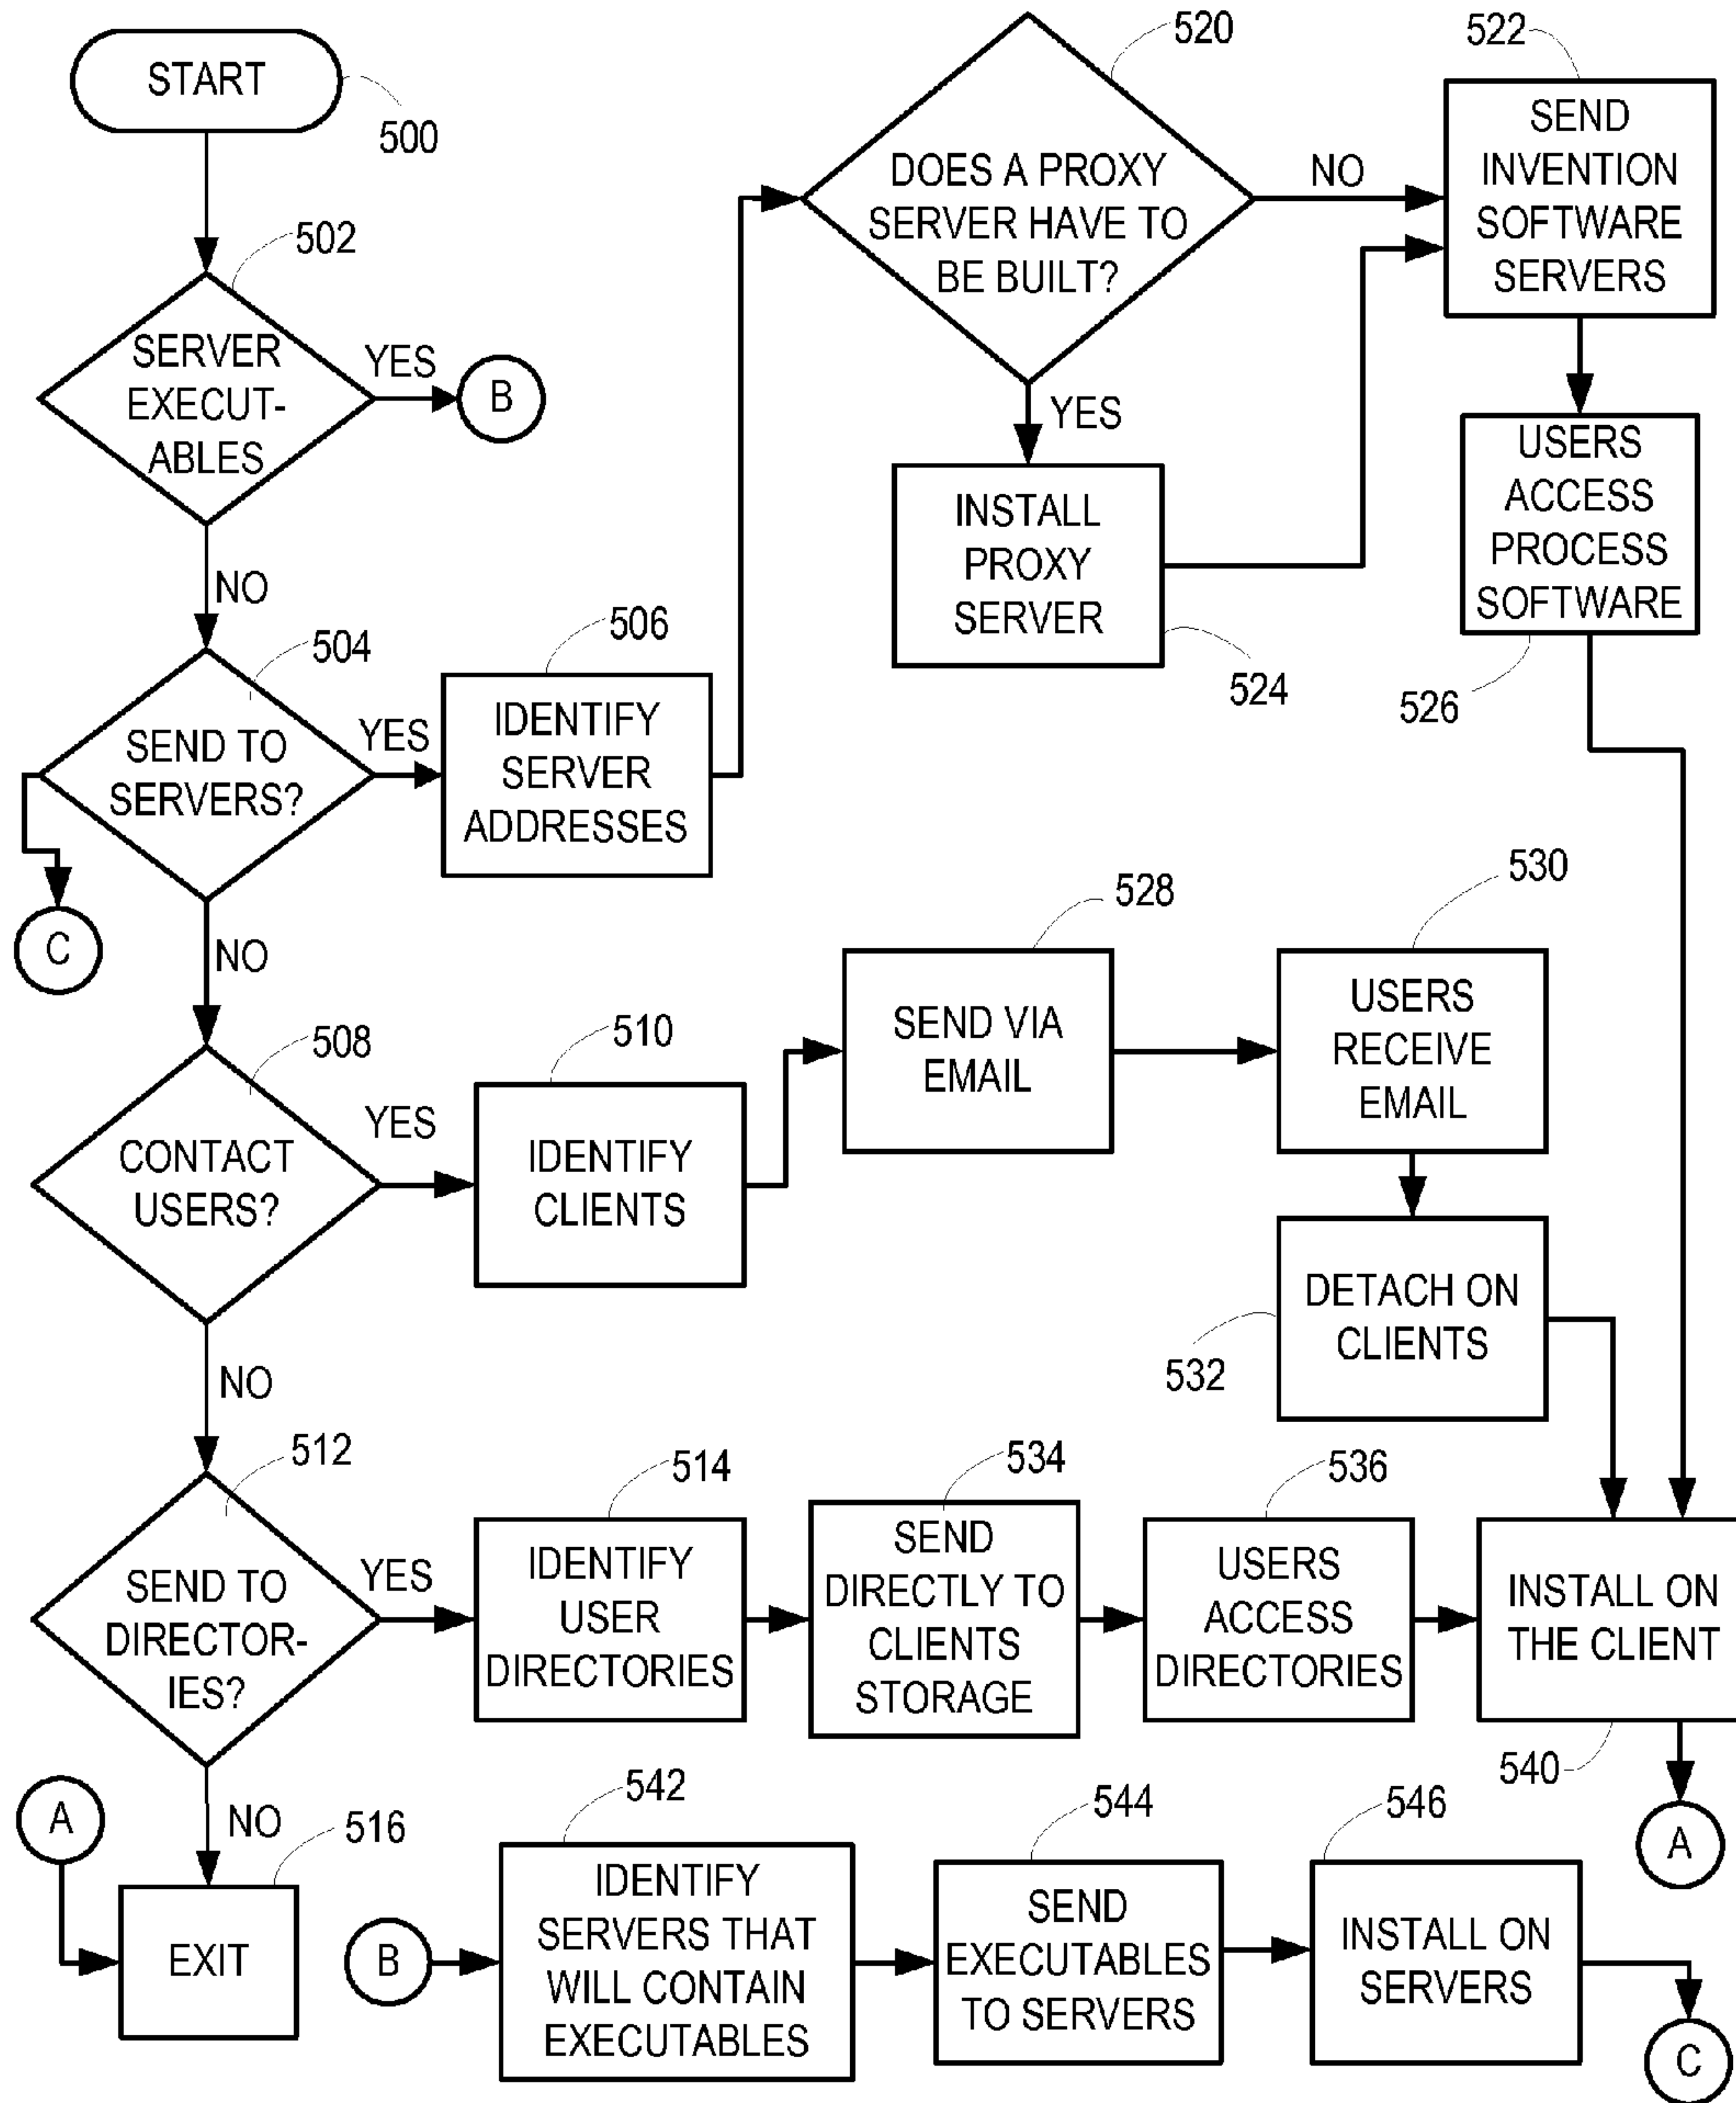 START
500
502
SERVER
EXECUT-
ABLES
YES
B
NO
504
SEND TO
SERVERS?
YES
C
506
IDENTIFY
SERVER
ADDRESSES
520
DOES A PROXY
SERVER HAVE TO
BE BUILT?
NO
YES
522
SEND
INVENTION
SOFTWARE
SERVERS
INSTALL
PROXY
SERVER
524
USERS
ACCESS
PROCESS
SOFTWARE
526
NO
508
CONTACT
USERS?
YES
510
IDENTIFY
CLIENTS
528
SEND VIA
EMAIL
530
USERS
RECEIVE
EMAIL
DETACH ON
CLIENTS
532
NO
512
SEND TO
DIRECTOR-
IES?
YES
514
IDENTIFY
USER
DIRECTORIES
534
SEND
DIRECTLY TO
CLIENTS
STORAGE
536
USERS
ACCESS
DIRECTORIES
INSTALL ON
THE CLIENT
540
A
A
NO
516
EXIT
B
542
IDENTIFY
SERVERS THAT
WILL CONTAIN
EXECUTABLES
544
SEND
EXECUTABLES
TO SERVERS
546
INSTALL ON
SERVERS
C